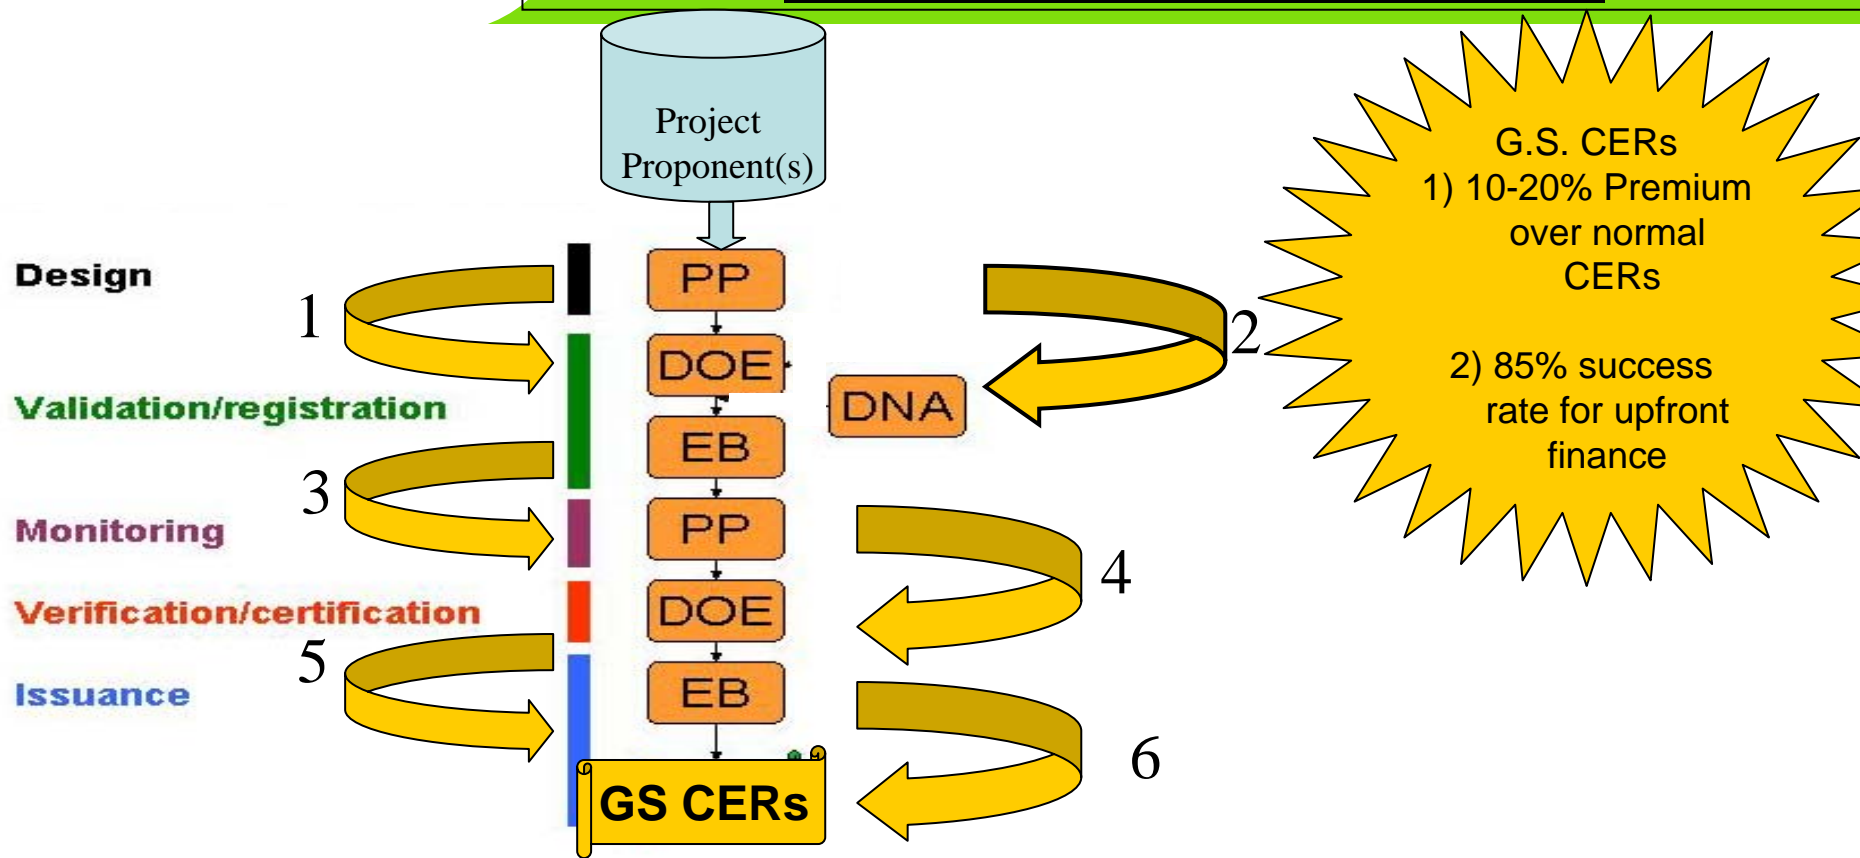 Project
Proponent(s)
G.S. CERs
1) 10-20% Premium
over normal
CERs
2) 85% success
rate for upfront
finance
Design
1
PP
2
DOE
DNA
Validation/registration
EB
3
Monitoring
PP
4
Verification/certification
DOE
5
Issuance
EB
6
GS CERs